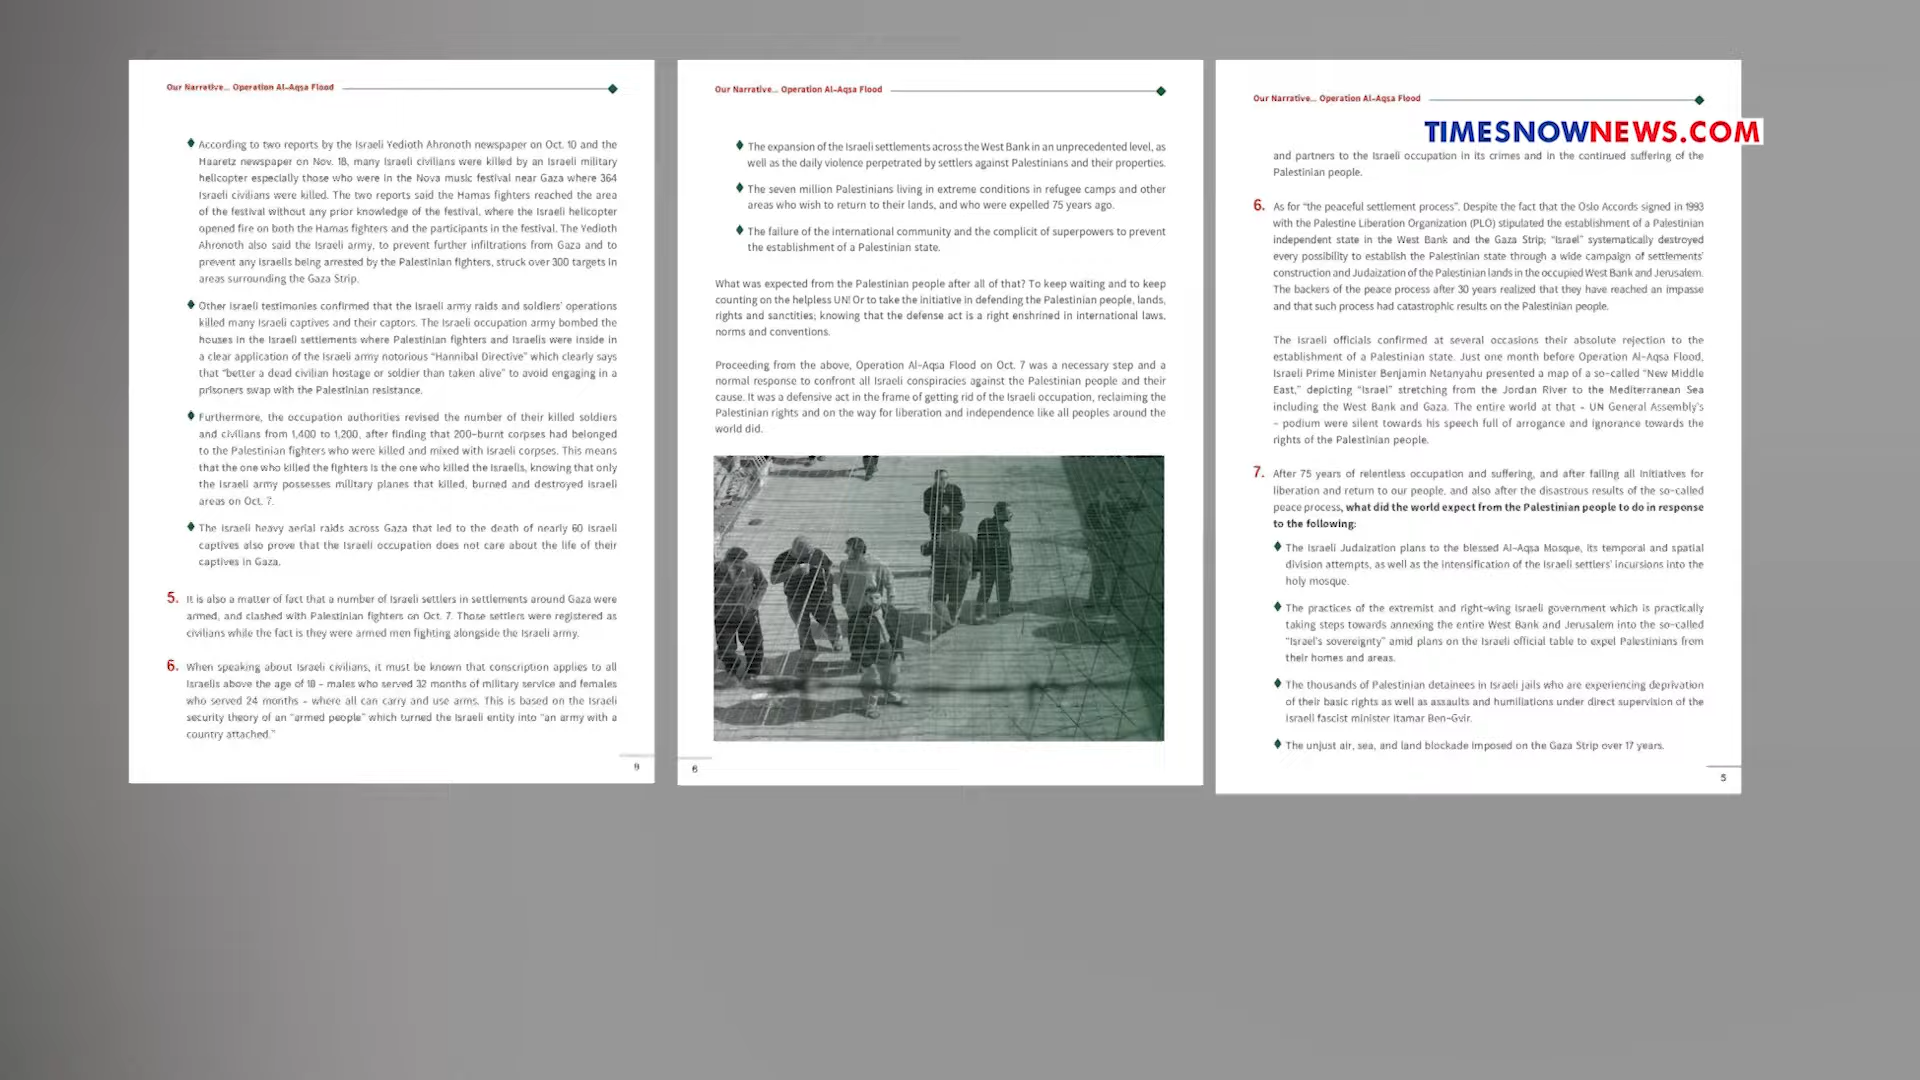 Our Narrative... Operation Al-Aqsa Flood
According to two reports by the Israeli Yedioth Ahronoth newspaper on Oct. 10 and the
Haaretz newspaper on Nov. 18, many Israeli civilians were killed by an Israeli military
helicopter especially those who were in the Nova music festival near Gaza where 364
Israeli civilians were killed. The two reports said the Hamas fighters reached the area
of the festival without any prior knowledge of the festival, where the Israeli helicopter
opened fire on both the Hamas fighters and the participants in the festival. The Yedioth
Ahronoth also said the Israeli army, to prevent further infiltrations from Gaza and to
prevent any Israelis being arrested by the Palestinian fighters, struck over 300 targets in
areas surrounding the Gaza Strip.
Other Israeli testimonies confirmed that the Israeli army raids and soldiers' operations
killed many Israeli captives and their captors. The Israeli occupation army bombed the
houses in the Israeli settlements where Palestinian fighters and Israelis were inside in
a clear application of the Israeli army notorious "Hannibal Directive" which clearly says
that "better a dead civilian hostage or soldier than taken alive" to avoid engaging in a
prisoners swap with the Palestinian resistance.
Furthermore, the occupation authorities revised the number of their killed soldiers
and civilians from 1,400 to 1,200, after finding that 200-burnt corpses had belonged
to the Palestinian fighters who were killed and mixed with Israeli corpses. This means
that the one who killed the fighters is the one who killed the Israelis, knowing that only
the Israeli army possesses military planes that killed, burned and destroyed Israeli
areas on Oct. 7.
The Israeli heavy aerial raids across Gaza that led to the death of nearly 60 Israeli
captives also prove that the Israeli occupation does not care about the life of their
captives in Gaza.
5. It is also a matter of fact that a number of Israeli settlers in settlements around Gaza were
armed, and clashed with Palestinian fighters on Oct. 7. Those settlers were registered as
civilians while the fact is they were armed men fighting alongside the Israeli army.
6. When speaking about Israeli civilians, it must be known that conscription applies to all
Israelis above the age of 18 - males who served 32 months of military service and females
who served 24 months - where all can carry and use arms. This is based on the Israeli
security theory of an "armed people" which turned the Israeli entity into "an army with a
country attached."
9
Our Narrative... Operation Al-Aqsa Flood
The expansion of the Israeli settlements across the West Bank in an unprecedented level, as
well as the daily violence perpetrated by settlers against Palestinians and their properties.
The seven million Palestinians living in extreme conditions in refugee camps and other
areas who wish to return to their lands, and who were expelled 75 years ago.
The failure of the international community and the complicit of superpowers to prevent
the establishment of a Palestinian state.
What was expected from the Palestinian people after all of that? To keep waiting and to keep
counting on the helpless UN! Or to take the initiative in defending the Palestinian people, lands,
rights and sanctities; knowing that the defense act is a right enshrined in international laws,
norms and conventions.
Proceeding from the above, Operation Al-Aqsa Flood on Oct. 7 was a necessary step and a
normal response to confront all Israeli conspiracies against the Palestinian people and their
cause. It was a defensive act in the frame of getting rid of the Israeli occupation, reclaiming the
Palestinian rights and on the way for liberation and independence like all peoples around the
world did.
6
Our Narrative... Operation Al-Aqsa Flood
TIMESNOWNEWS.COM
and partners to the Israeli occupation in its crimes and in the continued suffering of the
Palestinian people.
6. As for "the peaceful settlement process". Despite the fact that the Oslo Accords signed in 1993
with the Palestine Liberation Organization (PLO) stipulated the establishment of a Palestinian
independent state in the West Bank and the Gaza Strip; "Israel" systematically destroyed
every possibility to establish the Palestinian state through a wide campaign of settlements'
construction and Judaization of the Palestinian lands in the occupied West Bank and Jerusalem.
The backers of the peace process after 30 years realized that they have reached an impasse
and that such process had catastrophic results on the Palestinian people.
The Israeli officials confirmed at several occasions their absolute rejection to the
establishment of a Palestinian state. Just one month before Operation Al-Aqsa Flood,
Israeli Prime Minister Benjamin Netanyahu presented a map of a so-called "New Middle
East," depicting "Israel" stretching from the Jordan River to the Mediterranean Sea
including the West Bank and Gaza. The entire world at that - UN General Assembly's
- podium were silent towards his speech full of arrogance and ignorance towards the
rights of the Palestinian people.
7. After 75 years of relentless occupation and suffering, and after failing all initiatives for
liberation and return to our people, and also after the disastrous results of the so-called
peace process, what did the world expect from the Palestinian people to do in response
to the following:
The Israeli Judaization plans to the blessed Al-Aqsa Mosque, its temporal and spatial
division attempts, as well as the intensification of the Israeli settlers' incursions into the
holy mosque.
The practices of the extremist and right-wing Israeli government which is practically
taking steps towards annexing the entire West Bank and Jerusalem into the so-called
"Israel's sovereignty" amid plans on the Israeli official table to expel Palestinians from
their homes and areas.
The thousands of Palestinian detainees in Israeli jails who are experiencing deprivation
of their basic rights as well as assaults and humiliations under direct supervision of the
Israeli fascist minister Itamar Ben-Gvir.
The unjust air, sea, and land blockade imposed on the Gaza Strip over 17 years.
5